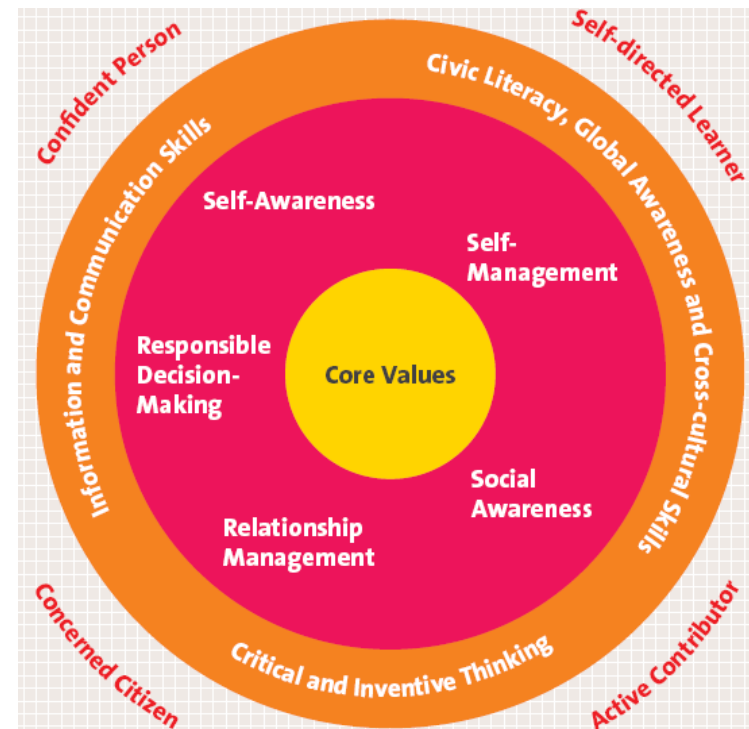 Confident Person
Self-directed Learner
Civic Literacy, Global Awareness and Cross-cultural Skills
Information and Communication Skills
Self-Awareness
Self-
Management
Responsible
Decision-
Making
Core Values
Social
Awareness
Relationship
Management
Critical and Inventive Thinking
Concerned Citizen
Active Contributor